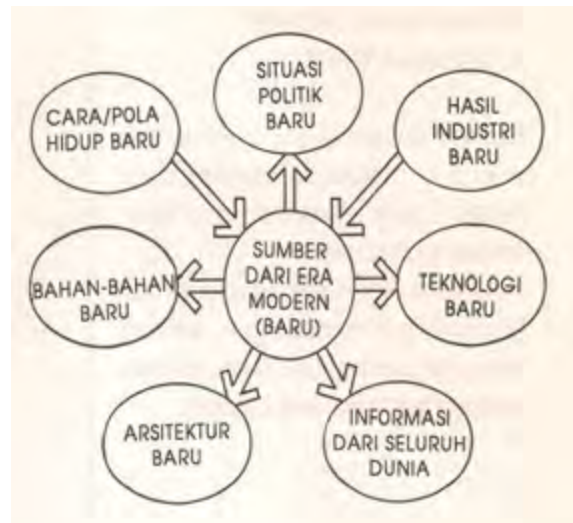 SITUASI
POLITIK
BARU
CARA/POLA
HIDUP BARU
HASIL
INDUSTRI
BARU
SUMBER
DARI ERA
MODERN
(BARU)
BAHAN-BAHAN
BARU
TEKNOLOGI
BARU
ARSITEKTUR
BARU
INFORMASI
DARI SELURUH
DUNIA